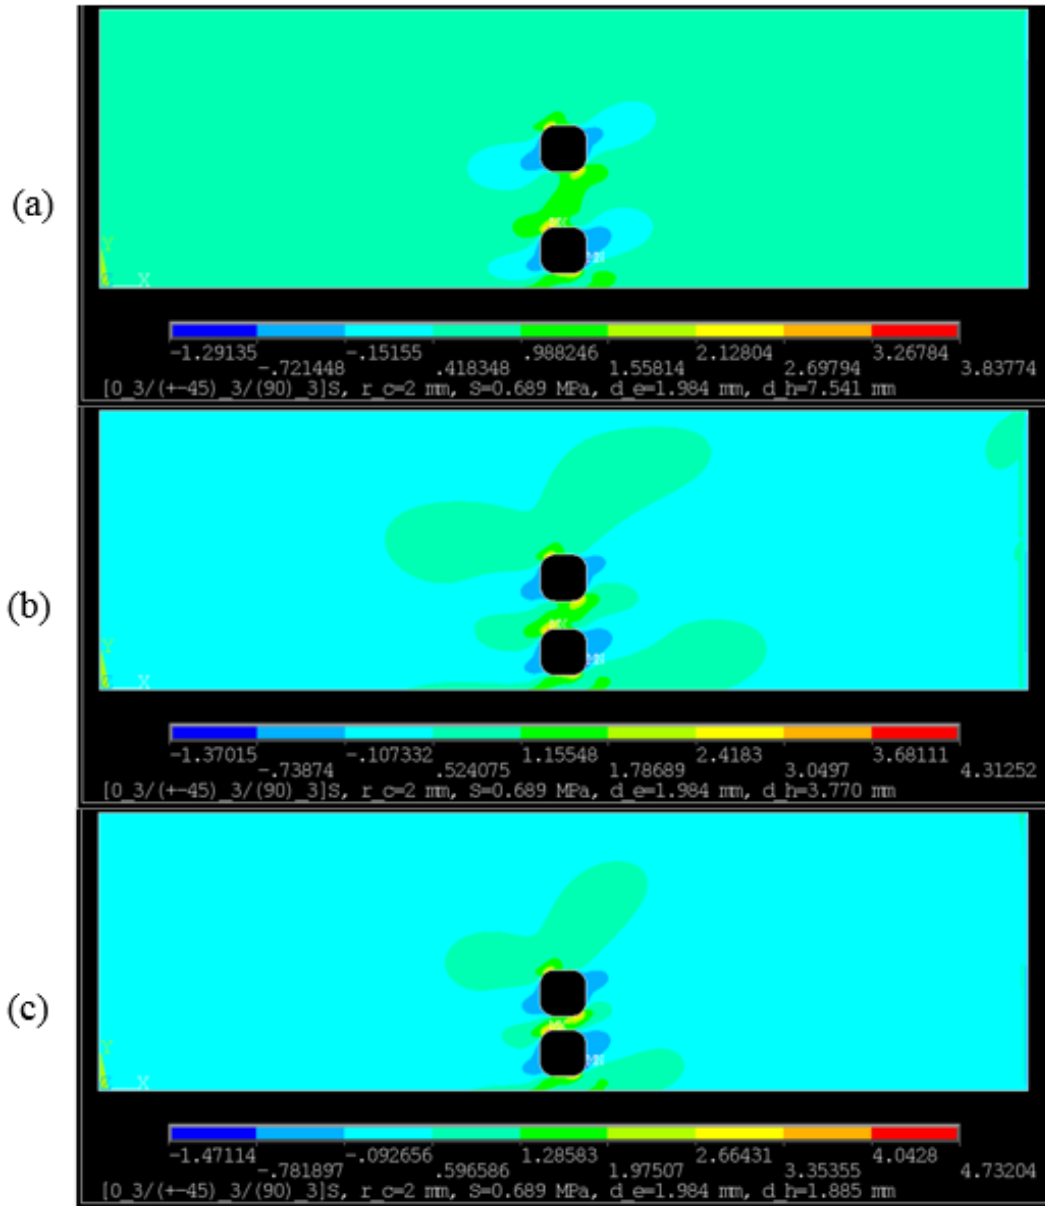 (a)
Y
X
-1.29135 -.15155 .988246 2.12804 3.26784
-.721448 .418348 1.55814 2.69794 3.83774
[0_3/(+-45)_3/(90)_3]S, r_c=2 mm, S=0.689 MPa, d_e=1.984 mm, d_h=7.541 mm
(b)
Y
X
-1.37015 -.107332 1.15548 2.4183 3.68111
-.73874 .524075 1.78689 3.0497 4.31252
[0_3/(+-45)_3/(90)_3]S, r_c=2 mm, S=0.689 MPa, d_e=1.984 mm, d_h=3.770 mm
(c)
Y
X
-1.47114 -.092656 1.28583 2.66431 4.0428
-.781897 .596586 1.97507 3.35355 4.73204
[0_3/(+-45)_3/(90)_3]S, r_c=2 mm, S=0.689 MPa, d_e=1.984 mm, d_h=1.885 mm